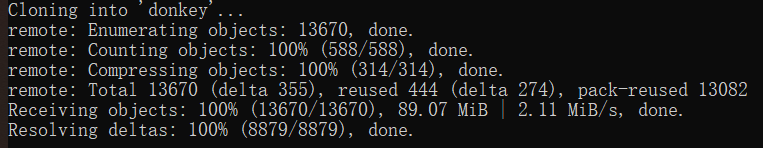 Cloning into 'donkey'...
remote: Enumerating objects: 13670, done.
remote: Counting objects: 100% (588/588), done.
remote: Compressing objects: 100% (314/314), done.
remote: Total 13670 (delta 355), reused 444 (delta 274), pack-reused 13082
Receiving objects: 100% (13670/13670), 89.07 MiB | 2.11 MiB/s, done.
Resolving deltas: 100% (8879/8879), done.